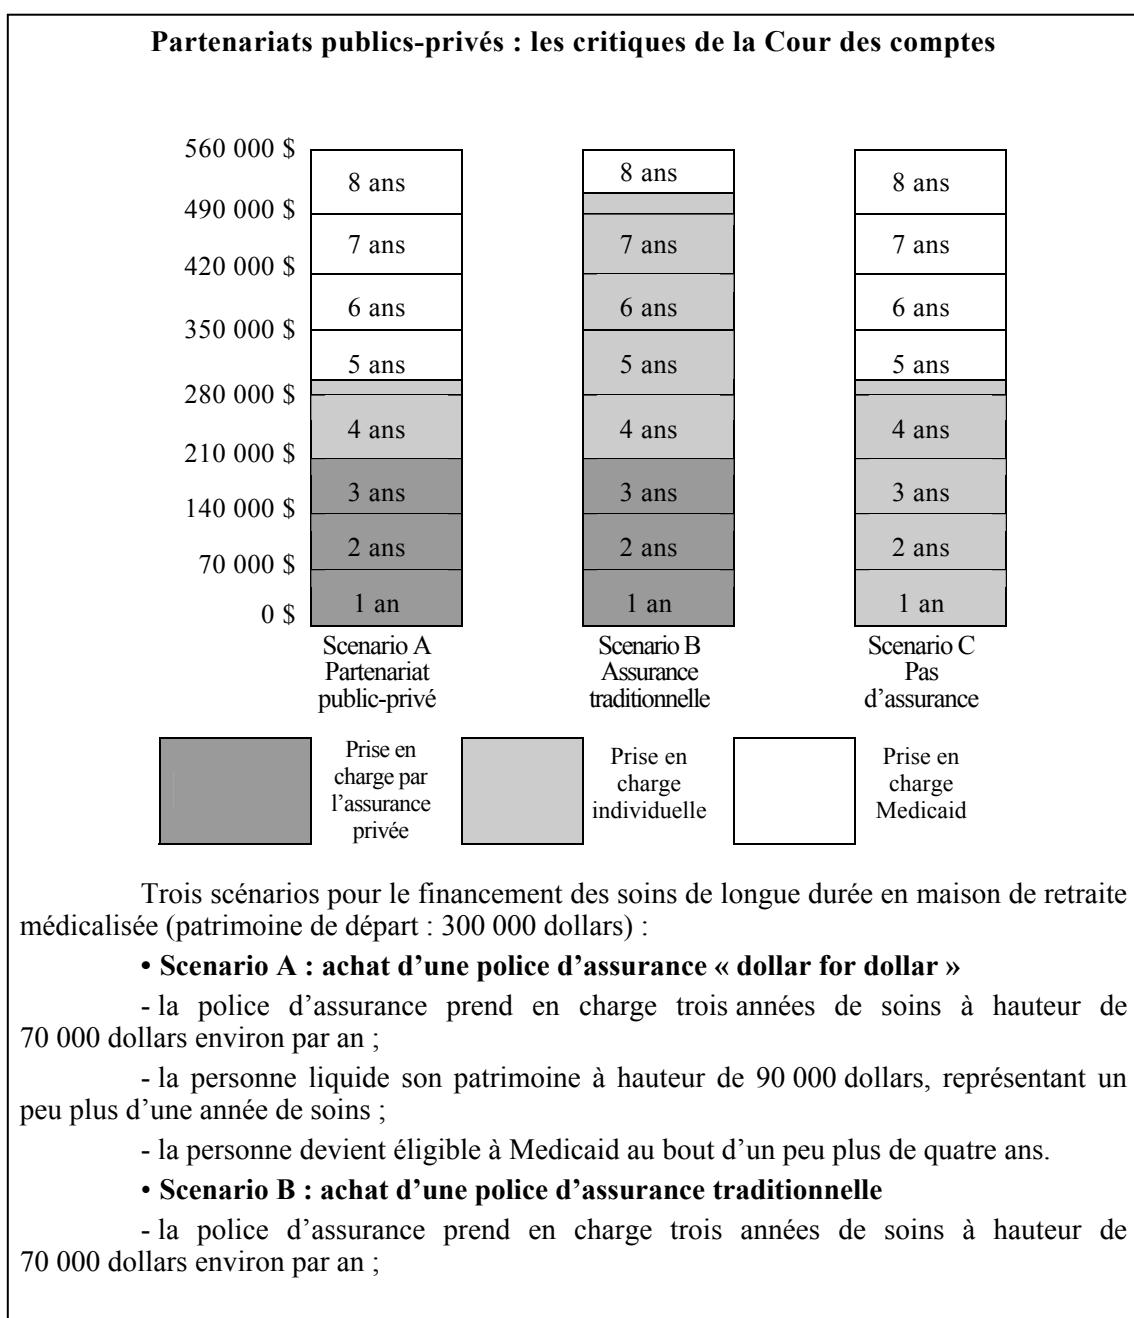 Partenariats publics-privés : les critiques de la Cour des comptes
560 000 $
490 000 $
420 000 $
350 000 $
280 000 $
210 000 $
140 000 $
70 000 $
0 $
8 ans
7 ans
6 ans
5 ans
4 ans
3 ans
2 ans
1 an
8 ans
7 ans
6 ans
5 ans
4 ans
3 ans
2 ans
1 an
8 ans
7 ans
6 ans
5 ans
4 ans
3 ans
2 ans
1 an
Scenario A
Partenariat
public-privé
Scenario B
Assurance
traditionnelle
Scenario C
Pas
d’assurance
Prise en
charge par
l’assurance
privée
Prise en
charge
individuelle
Prise en
charge
Medicaid
Trois scénarios pour le financement des soins de longue durée en maison de retraite
médicalisée (patrimoine de départ : 300 000 dollars) :
• Scenario A : achat d’une police d’assurance « dollar for dollar »
- la police d’assurance prend en charge trois années de soins à hauteur de
70 000 dollars environ par an ;
- la personne liquide son patrimoine à hauteur de 90 000 dollars, représentant un
peu plus d’une année de soins ;
- la personne devient éligible à Medicaid au bout d’un peu plus de quatre ans.
• Scenario B : achat d’une police d’assurance traditionnelle
- la police d’assurance prend en charge trois années de soins à hauteur de
70 000 dollars environ par an ;